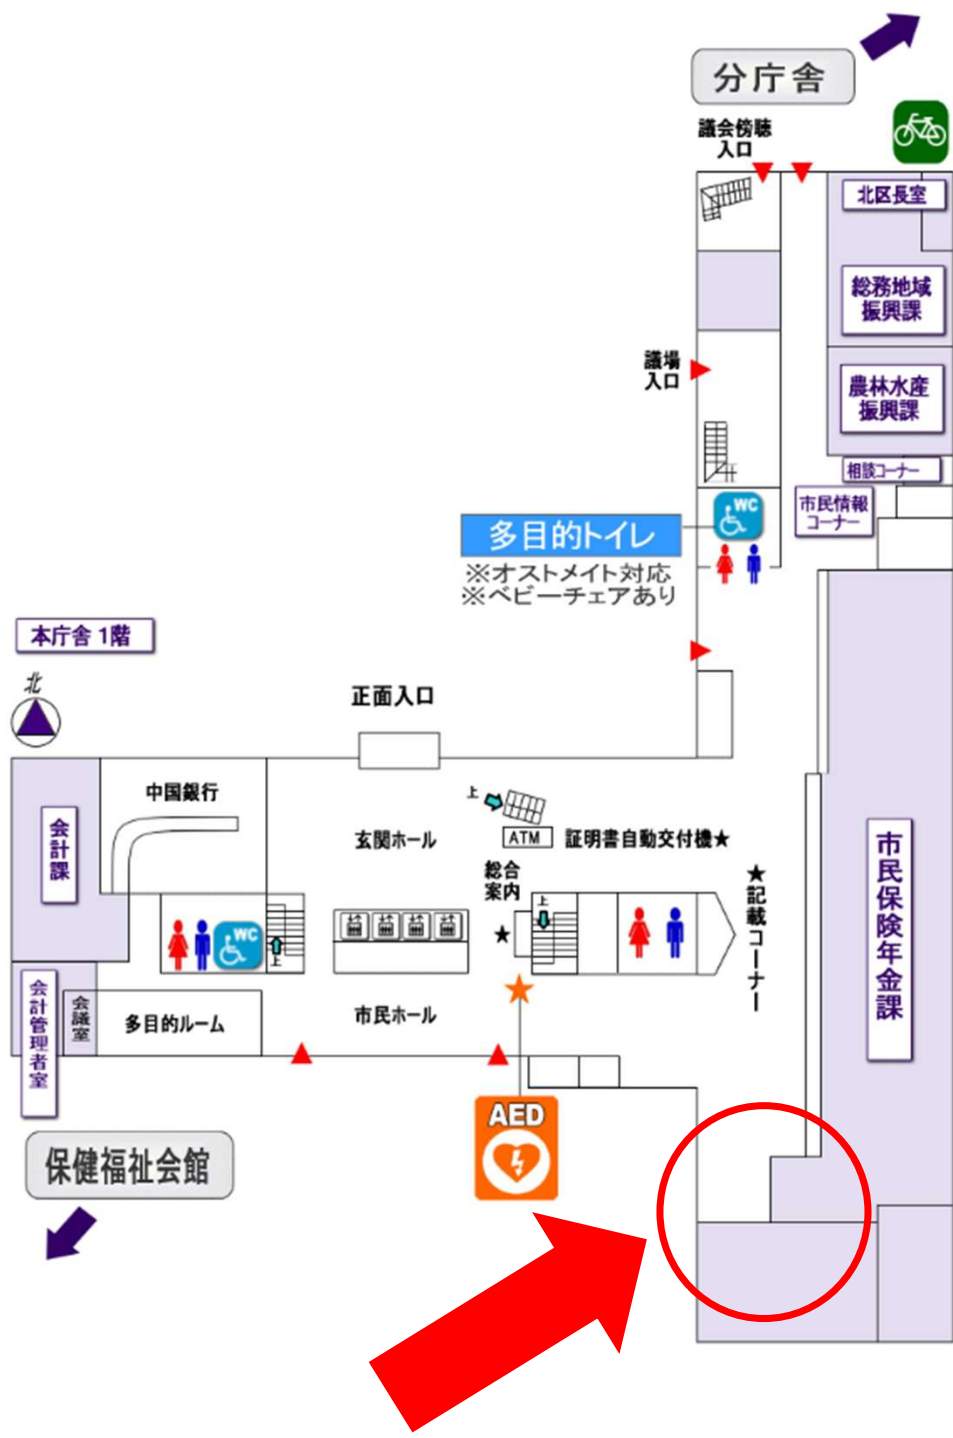 分庁舎
議会傍聴
入口
北区長室
総務地域
振興課
議場
入口
農林水産
振興課
相談コーナー
市民情報
コーナー
WC
多目的トイレ
※オストメイト対応
※ベビーチェアあり
本庁舎 1階
北
正面入口
中国銀行
上
ATM
証明書自動交付機★
会計課
玄関ホール
総合
案内
★
上
★記載コーナー
市民保険年金課
WC
上
会計管理者室
会議室
多目的ルーム
市民ホール
AED
保健福祉会館